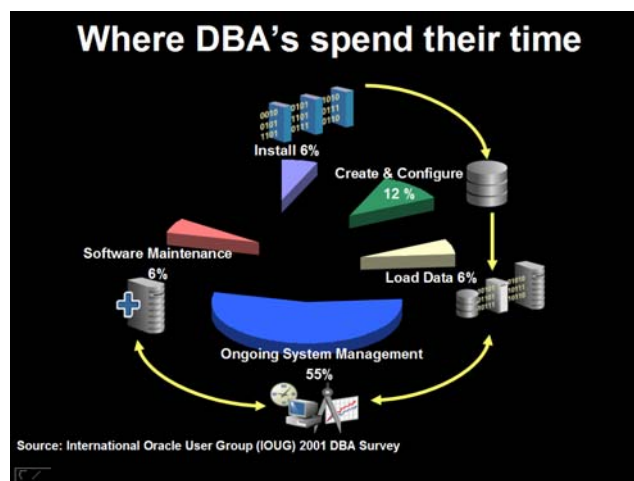 Where DBA's spend their time
Install 6%
Create & Configure
12 %
Software Maintenance
6%
Load Data 6%
Ongoing System Management
55%
Source: International Oracle User Group (IOUG) 2001 DBA Survey